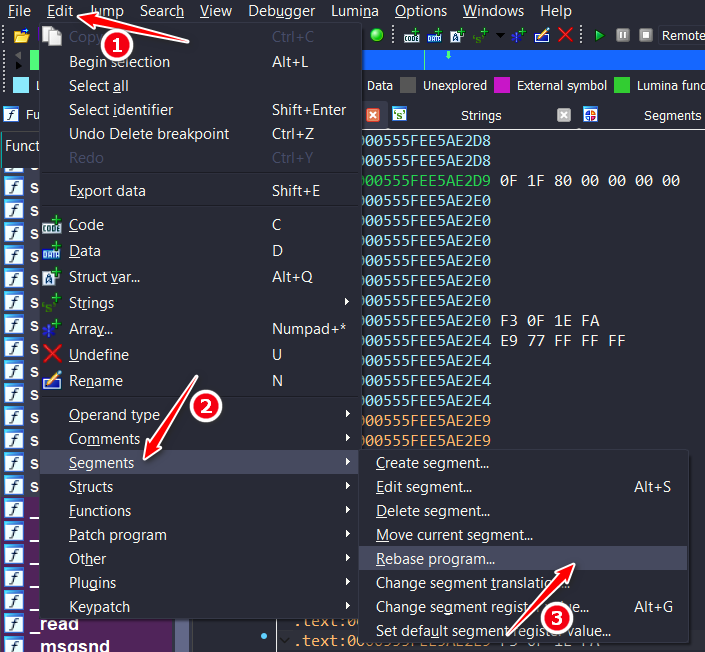 File Edit Jump Search View Debugger Lumina Options Windows Help
1
Copy Ctrl+C
Remote
Begin selection Alt+L
Select all
Data Unexplored External symbol Lumina func
Select identifier Shift+Enter
Fu
Strings Segments
Undo Delete breakpoint Ctrl+Z
000555FEE5AE2D8
Funct
Redo Ctrl+Y
000555FEE5AE2D8
000555FEE5AE2D9 0F 1F 80 00 00 00 00
Export data Shift+E
000555FEE5AE2E0
000555FEE5AE2E0
Code C
000555FEE5AE2E0
Data D
000555FEE5AE2E0
Struct var... Alt+Q
000555FEE5AE2E0
Strings
000555FEE5AE2E0
Array... Numpad+*
000555FEE5AE2E0 F3 0F 1E FA
000555FEE5AE2E4 E9 77 FF FF FF
Undefine U
000555FEE5AE2E4
Rename N
000555FEE5AE2E4
000555FEE5AE2E4
2
Operand type
000555FEE5AE2E9
Comments
000555FEE5AE2E9
Segments
Create segment...
Structs
Edit segment... Alt+S
Functions
Delete segment...
Patch program
Move current segment...
Other
Rebase program...
Plugins
Change segment translation...
Keypatch
Change segment register value... Alt+G
3
_read
.text:0
Set default segment register value...
_msgsnd